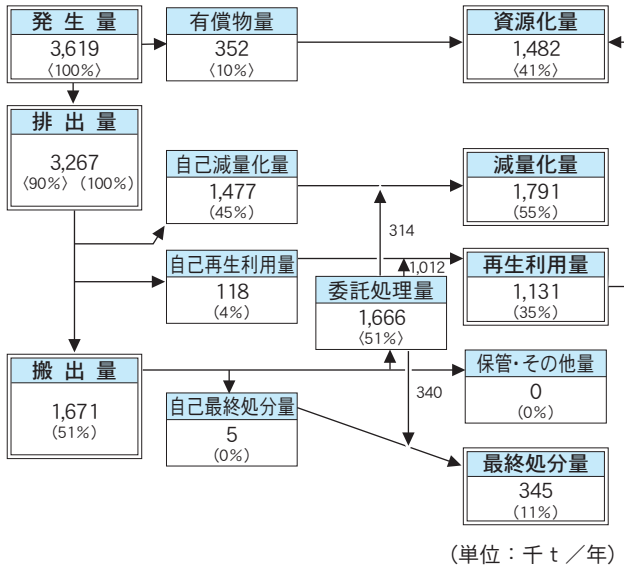 発生量
3,619
〈100%〉
有償物量
352
〈10%〉
資源化量
1,482
〈41%〉
排出量
3,267
〈90%〉(100%)
自己減量化量
1,477
(45%)
減量化量
1,791
(55%)
314
自己再生利用量
118
(4%)
1,012
再生利用量
1,131
(35%)
委託処理量
1,666
〈51%〉
搬出量
1,671
(51%)
自己最終処分量
5
(0%)
340
保管・その他量
0
(0%)
最終処分量
345
(11%)
(単位:千t/年)